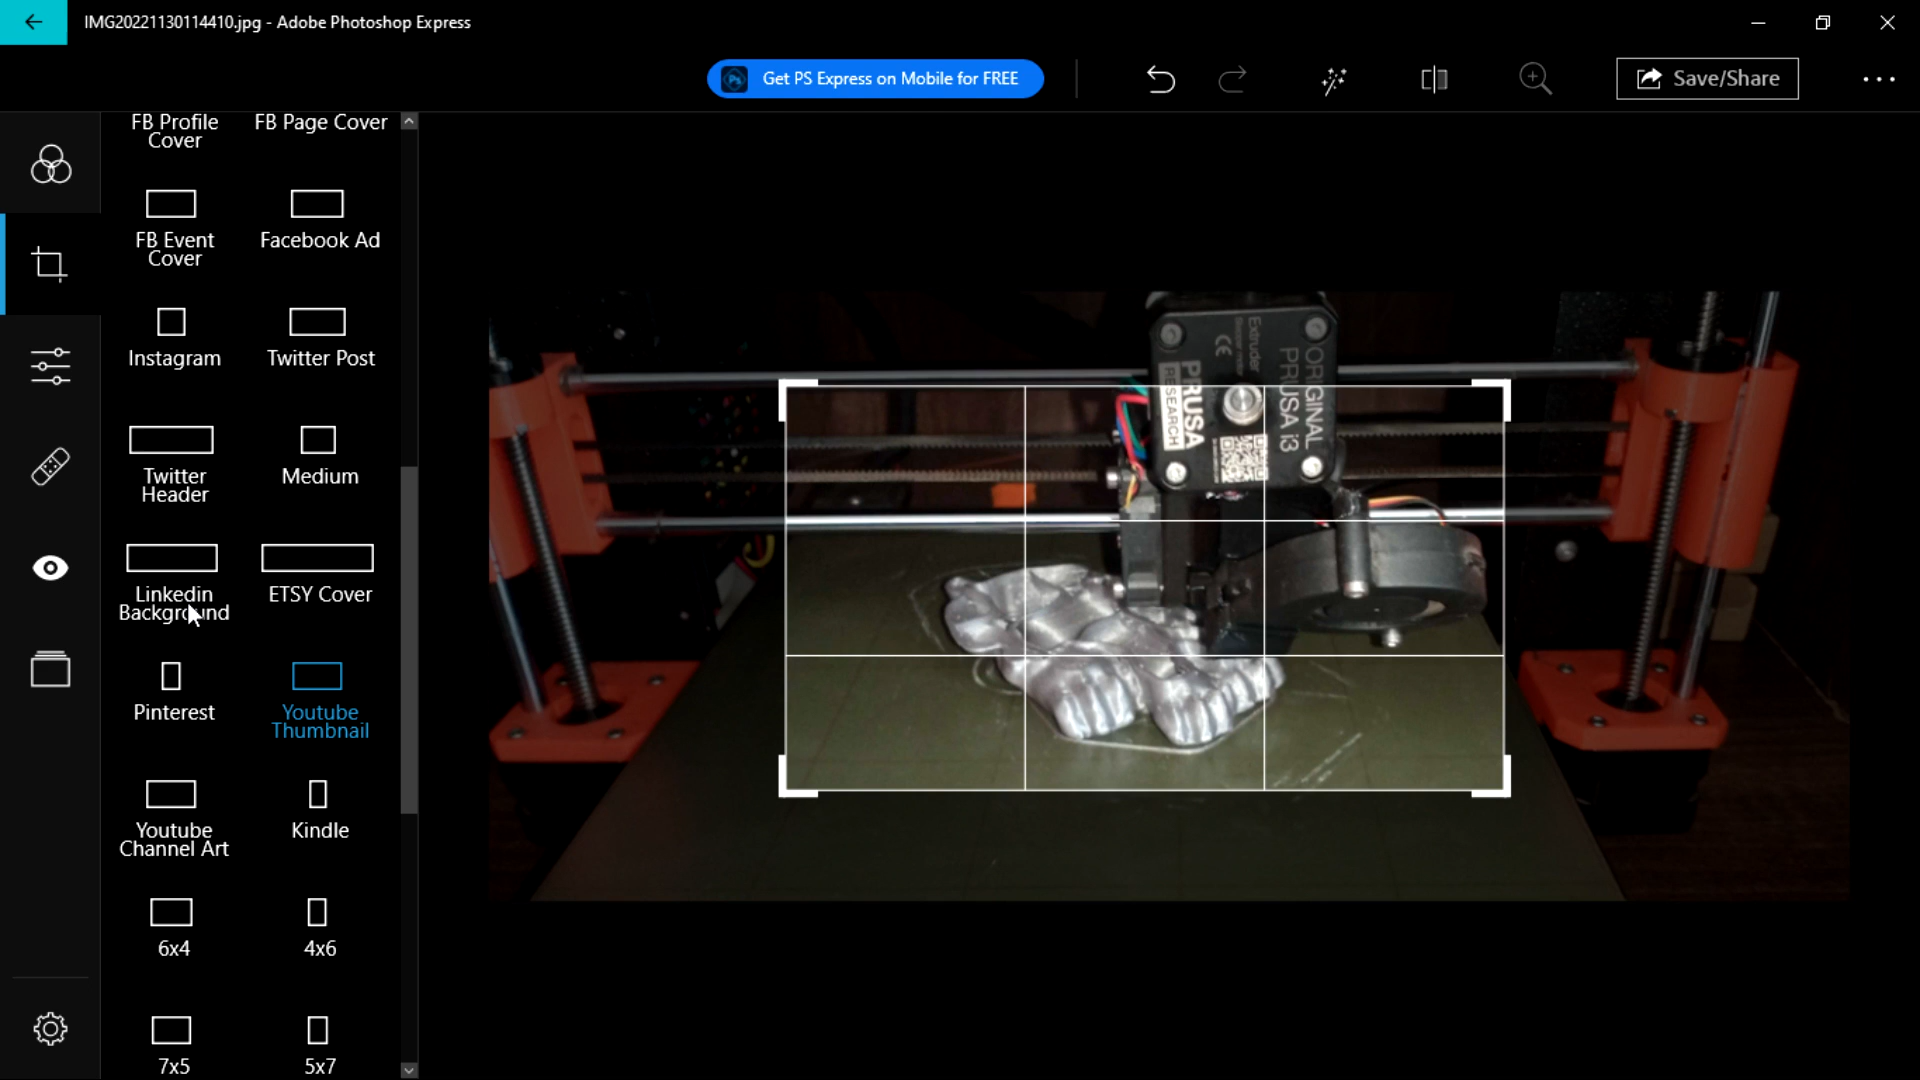 IMG20221130114410.jpg - Adobe Photoshop Express
Ps
Get PS Express on Mobile for FREE
Save/Share
FB Profile
Cover
FB Page Cover
FB Event
Cover
Facebook Ad
Instagram
Twitter Post
Twitter
Header
Medium
Linkedin
Background
ETSY Cover
Pinterest
Youtube
Thumbnail
Youtube
Channel Art
Kindle
6x4
4x6
7x5
5x7
ORIGINAL
PRUSA i3
Extruder
CE
PRUSA
RESEARCH